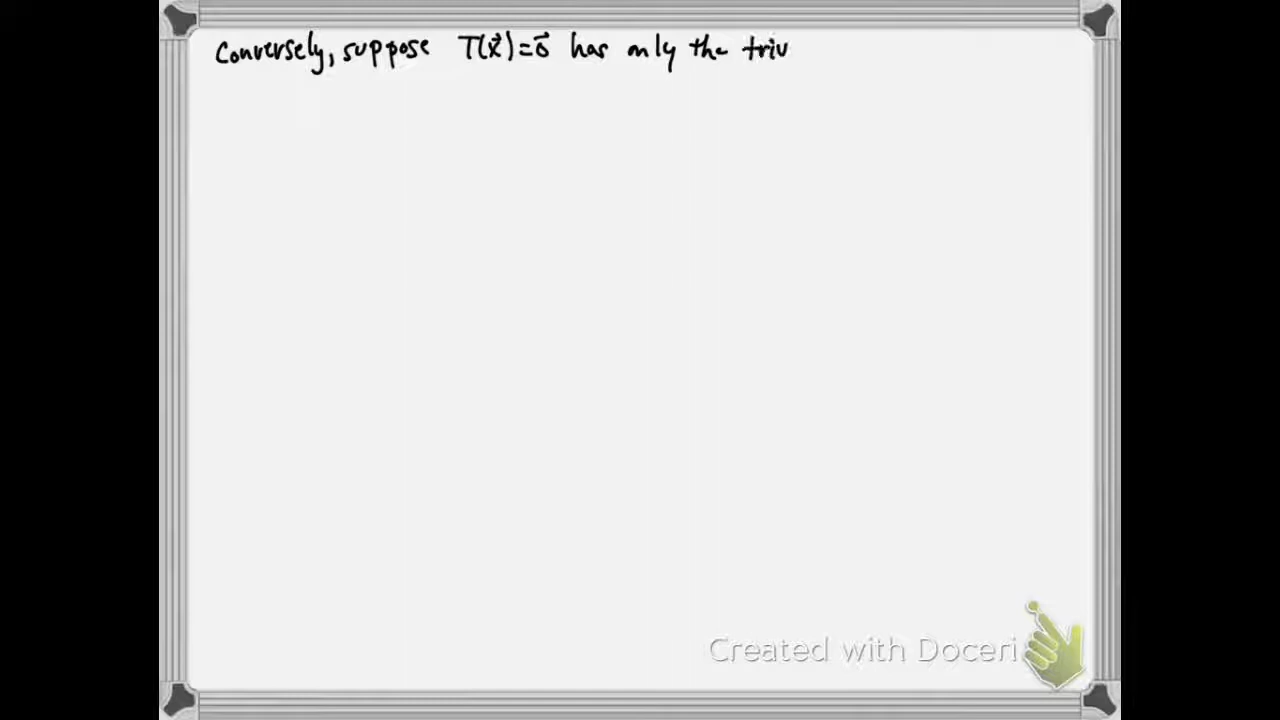 Conversely, suppose T(x⃗)=0⃗ has only the triv
Created with Doceri